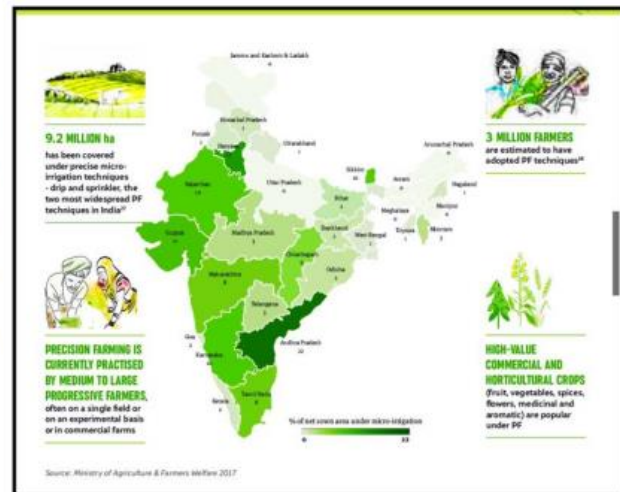 Jammu and Kashmir & Ladakh
Himachal Pradesh
Punjab
Uttarakhand
Arunachal Pradesh
9.2 MILLION ha
has been covered
under precise micro-
irrigation techniques
- drip and sprinkler, the
two most widespread PF
techniques in India
3 MILLION FARMERS
are estimated to have
adopted PF techniques
Rajasthan
Uttar Pradesh
Sikkim
Assam
Nagaland
Bihar
Meghalaya
Manipur
Gujarat
Madhya Pradesh
Jharkhand
West Bengal
Tripura
Mizoram
Chhattisgarh
Odisha
Maharashtra
Telangana
PRECISION FARMING IS
CURRENTLY PRACTISED
BY MEDIUM TO LARGE
PROGRESSIVE FARMERS,
often on a single field or
on an experimental basis
or in commercial farms
Goa
Karnataka
Andhra Pradesh
Kerala
Tamil Nadu
HIGH-VALUE
COMMERCIAL AND
HORTICULTURAL CROPS
(fruit, vegetables, spices,
flowers, medicinal and
aromatic) are popular
under PF
% of net sown area under micro-irrigation
0
Source: Ministry of Agriculture & Farmers Welfare 2017